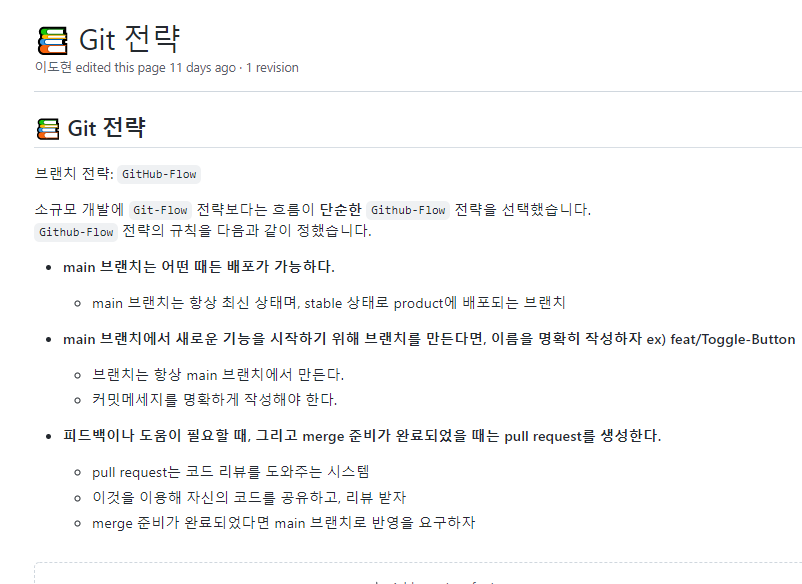 📚 Git 전략
이도현 edited this page 11 days ago · 1 revision
📚 Git 전략
브랜치 전략: GitHub-Flow
소규모 개발에 Git-Flow 전략보다는 흐름이 단순한 Github-Flow 전략을 선택했습니다.
Github-Flow 전략의 규칙을 다음과 같이 정했습니다.
• main 브랜치는 어떤 때든 배포가 가능하다.
◦ main 브랜치는 항상 최신 상태며, stable 상태로 product에 배포되는 브랜치
• main 브랜치에서 새로운 기능을 시작하기 위해 브랜치를 만든다면, 이름을 명확히 작성하자 ex) feat/Toggle-Button
◦ 브랜치는 항상 main 브랜치에서 만든다.
◦ 커밋메세지를 명확하게 작성해야 한다.
• 피드백이나 도움이 필요할 때, 그리고 merge 준비가 완료되었을 때는 pull request를 생성한다.
◦ pull request는 코드 리뷰를 도와주는 시스템
◦ 이것을 이용해 자신의 코드를 공유하고, 리뷰 받자
◦ merge 준비가 완료되었다면 main 브랜치로 반영을 요구하자